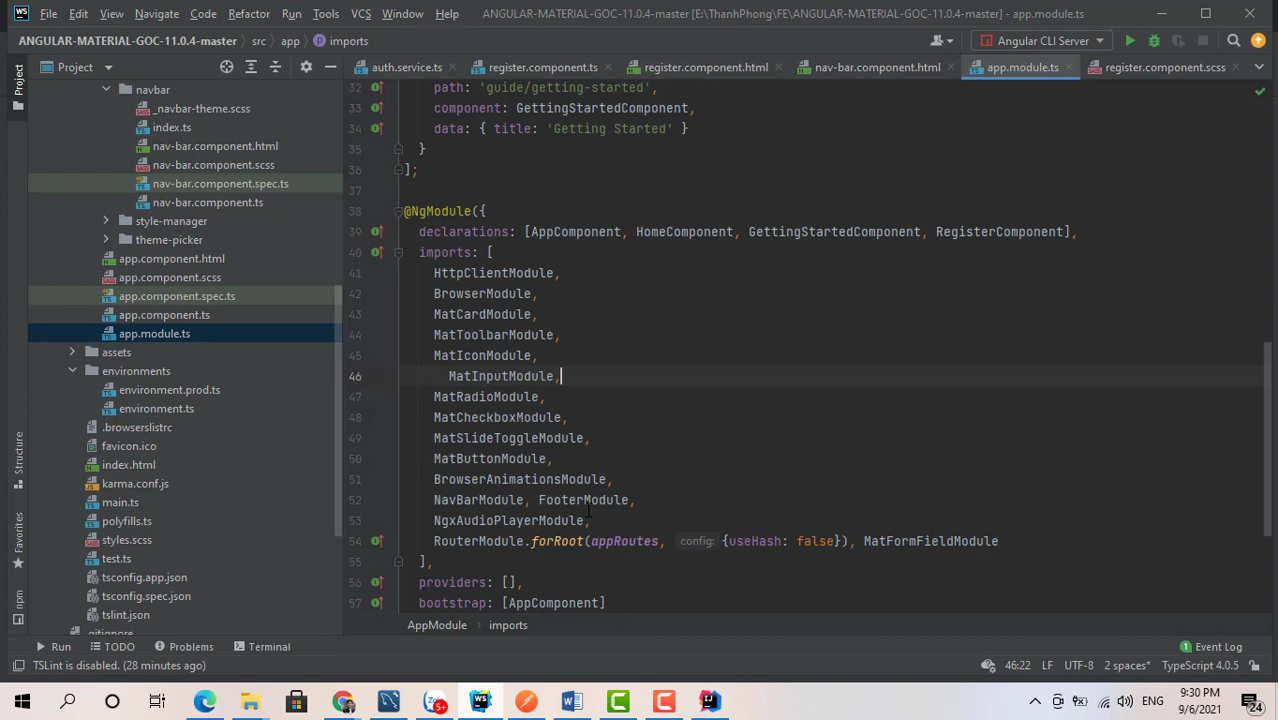 File Edit View Navigate Code Refactor Run Tools VCS Window Help ANGULAR-MATERIAL-GOC-11.0.4-master [E:\ThanhPhong\FE\ANGULAR-MATERIAL-GOC-11.0.4-master] - app.module.ts
ANGULAR-MATERIAL-GOC-11.0.4-master src app imports Angular CLI Server
Project auth.service.ts register.component.ts register.component.html nav-bar.component.html app.module.ts register.component.scss
Project
navbar
_navbar-theme.scss
index.ts
nav-bar.component.html
nav-bar.component.scss
nav-bar.component.spec.ts
nav-bar.component.ts
style-manager
theme-picker
app.component.html
app.component.scss
app.component.spec.ts
app.component.ts
app.module.ts
assets
environments
environment.prod.ts
environment.ts
.browserslistrc
favicon.ico
index.html
karma.conf.js
main.ts
polyfills.ts
styles.scss
test.ts
tsconfig.app.json
tsconfig.spec.json
tslint.json
.gitignore
Structure
Favorites
npm
32 path: 'guide/getting-started',
33 component: GettingStartedComponent,
34 data: { title: 'Getting Started' }
35 }
36 ];
37
38 @NgModule({
39 declarations: [AppComponent, HomeComponent, GettingStartedComponent, RegisterComponent],
40 imports: [
41 HttpClientModule,
42 BrowserModule,
43 MatCardModule,
44 MatToolbarModule,
45 MatIconModule,
46 MatInputModule,
47 MatRadioModule,
48 MatCheckboxModule,
49 MatSlideToggleModule,
50 MatButtonModule,
51 BrowserAnimationsModule,
52 NavBarModule, FooterModule,
53 NgxAudioPlayerModule,
54 RouterModule.forRoot(appRoutes, config: {useHash: false}), MatFormFieldModule
55 ],
56 providers: [],
57 bootstrap: [AppComponent]
AppModule imports
Run TODO Problems Terminal 1 Event Log
TSLint is disabled. (28 minutes ago) 46:22 LF UTF-8 2 spaces* TypeScript 4.0.5
5+ ENG 9:30 PM
9/6/2021 24